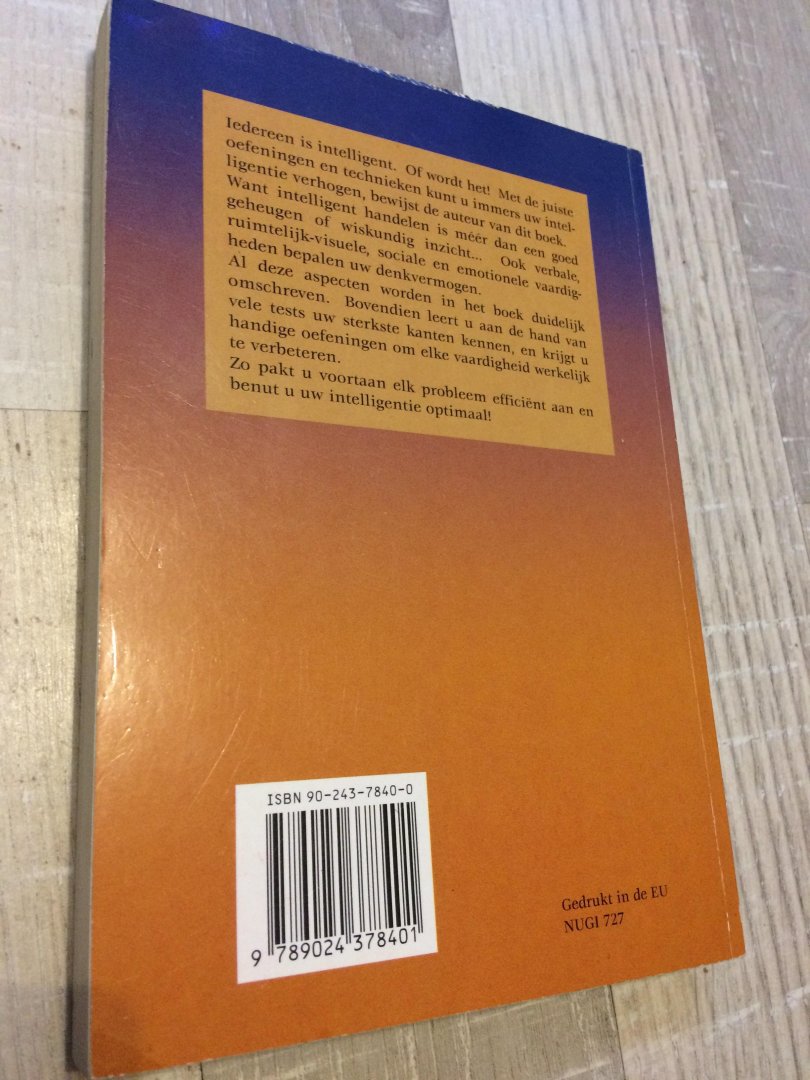 Iedereen is intelligent. Of wordt het! Met de juiste
oefeningen en technieken kunt u immers uw intel-
ligentie verhogen, bewijst de auteur van dit boek.
Want intelligent handelen is méér dan een goed
geheugen of wiskundig inzicht... Ook verbale,
ruimtelijk-visuele, sociale en emotionele vaardig-
heden bepalen uw denkvermogen.
Al deze aspecten worden in het boek duidelijk
omschreven. Bovendien leert u aan de hand van
vele tests uw sterkste kanten kennen, en krijgt u
handige oefeningen om elke vaardigheid werkelijk
te verbeteren.
Zo pakt u voortaan elk probleem efficiënt aan en
benut u uw intelligentie optimaal!
ISBN 90-243-7840-0
9 789024 378401
Gedrukt in de EU
NUGI 727